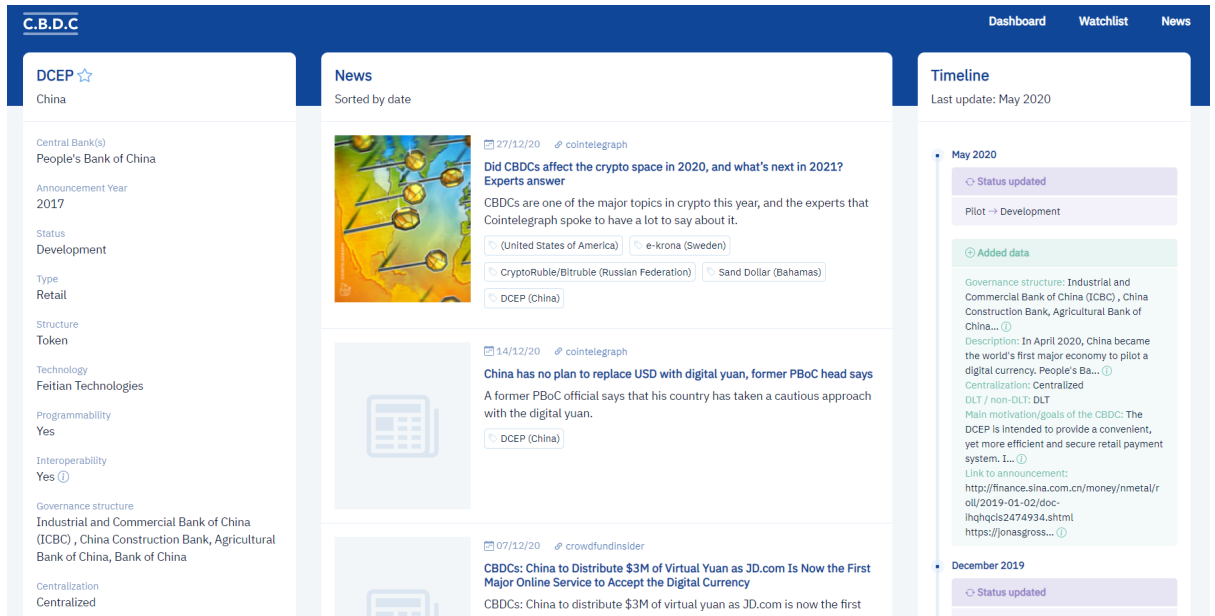 C.B.D.C
Dashboard
Watchlist
News
DCEP
China
Central Bank(s)
People's Bank of China
Announcement Year
2017
Status
Development
Type
Retail
Structure
Token
Technology
Feitian Technologies
Programmability
Yes
Interoperability
Yes
Governance structure
Industrial and Commercial Bank of China
(ICBC) , China Construction Bank, Agricultural
Bank of China, Bank of China
Centralization
Centralized
News
Sorted by date
27/12/20 cointelegraph
Did CBDCs affect the crypto space in 2020, and what's next in 2021?
Experts answer
CBDCs are one of the major topics in crypto this year, and the experts that
Cointelegraph spoke to have a lot to say about it.
(United States of America)
e-krona (Sweden)
CryptoRuble/Bitruble (Russian Federation)
Sand Dollar (Bahamas)
DCEP (China)
14/12/20 cointelegraph
China has no plan to replace USD with digital yuan, former PBoC head says
A former PBoC official says that his country has taken a cautious approach
with the digital yuan.
DCEP (China)
07/12/20 crowdfundinsider
CBDCs: China to Distribute $3M of Virtual Yuan as JD.com Is Now the First
Major Online Service to Accept the Digital Currency
CBDCs: China to distribute $3M of virtual yuan as JD.com is now the first
Timeline
Last update: May 2020
May 2020
Status updated
Pilot → Development
Added data
Governance structure: Industrial and
Commercial Bank of China (ICBC) , China
Construction Bank, Agricultural Bank of
China...
Description: In April 2020, China became
the world's first major economy to pilot a
digital currency. People's Ba...
Centralization: Centralized
DLT / non-DLT: DLT
Main motivation/goals of the CBDC: The
DCEP is intended to provide a convenient,
yet more efficient and secure retail payment
system. I...
Link to announcement:
http://finance.sina.com.cn/money/nmetal/r
oil/2019-01-02/doc-
ihqhqcis2474934.shtml
https://jonasgross...
December 2019
Status updated